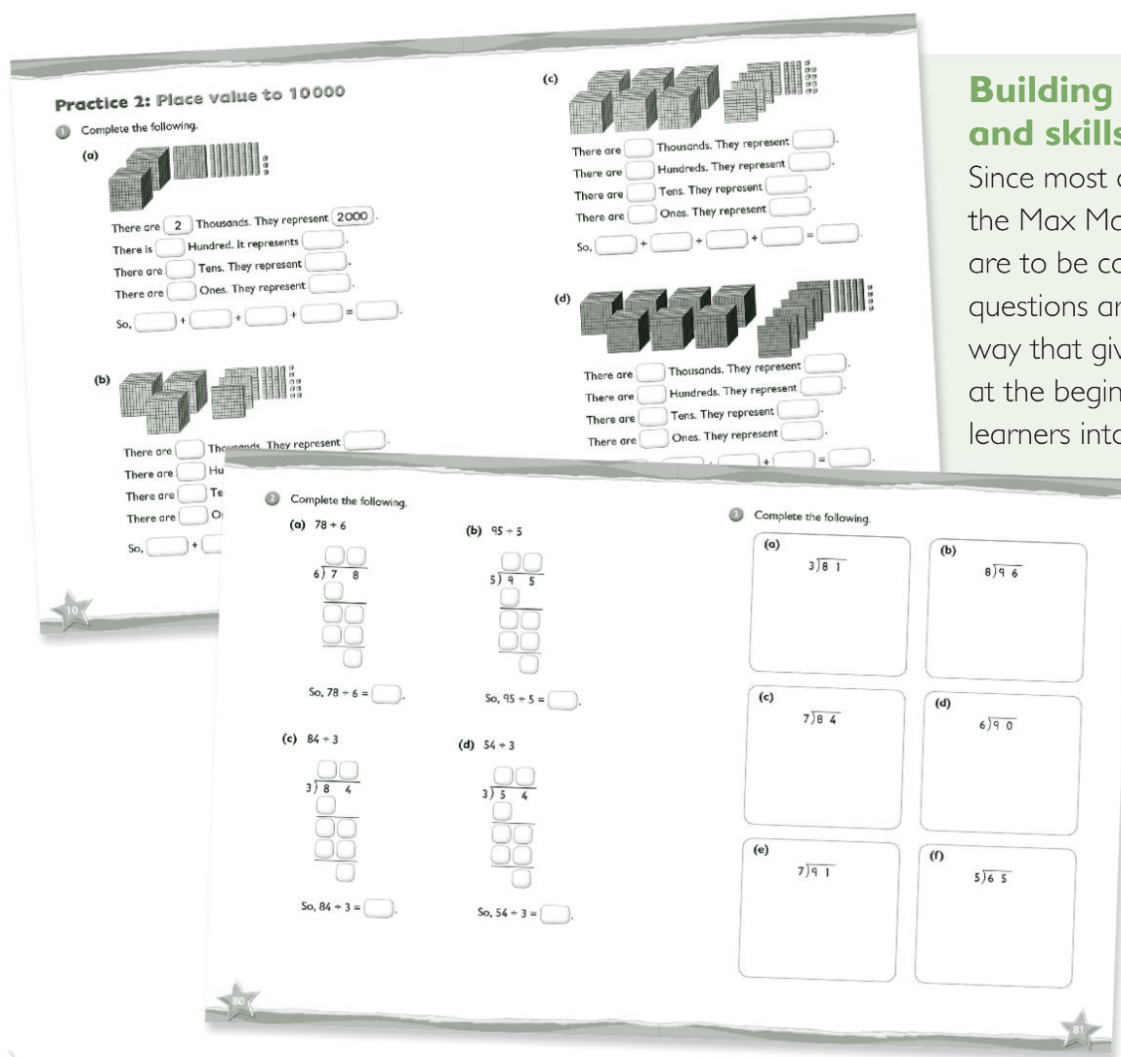 Practice 2: Place value to 10 000
1 Complete the following.
(a)
There are 2 Thousands. They represent 2000.
There is Hundred. It represents .
There are Tens. They represent .
There are Ones. They represent .
So, + + + = .
(b)
There are Thousands. They represent .
There are Hu
There are Te
There are O
So, +
10
(c)
There are Thousands. They represent .
There are Hundreds. They represent .
There are Tens. They represent .
There are Ones. They represent .
So, + + + = .
(d)
There are Thousands. They represent .
There are Hundreds. They represent .
There are Tens. They represent .
There are Ones. They represent .
+ = .
Building
and skills
Since most
the Max
are to be
questions
way that
at the
learners
2 Complete the following.
(a) 78 ÷ 6
6)7 8
So, 78 ÷ 6 = .
(b) 95 ÷ 5
5)9 5
So, 95 ÷ 5 = .
(c) 84 ÷ 3
3)8 4
So, 84 ÷ 3 = .
(d) 54 ÷ 3
3)5 4
So, 54 ÷ 3 = .
80
3 Complete the following.
(a)
3)8 1
(b)
8)9 6
(c)
7)8 4
(d)
6)9 0
(e)
7)9 1
(f)
5)6 5
81